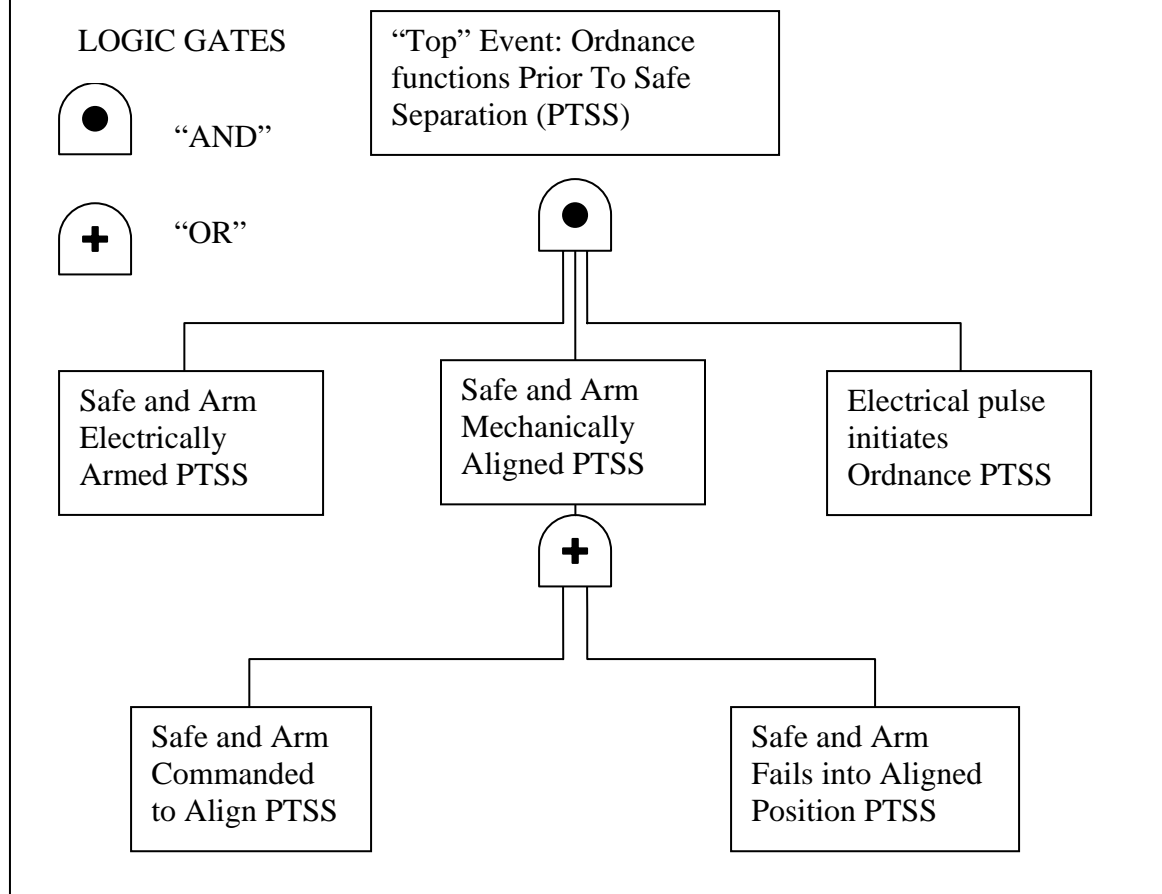 LOGIC GATES
“AND”
“OR”
“Top” Event: Ordnance
functions Prior To Safe
Separation (PTSS)
Safe and Arm
Electrically
Armed PTSS
Safe and Arm
Mechanically
Aligned PTSS
Electrical pulse
initiates
Ordnance PTSS
Safe and Arm
Commanded
to Align PTSS
Safe and Arm
Fails into Aligned
Position PTSS